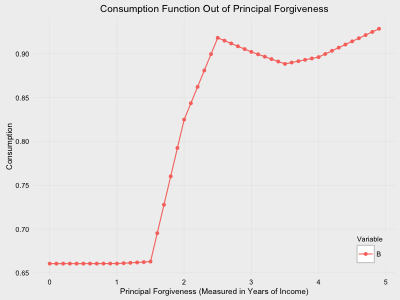 Consumption Function Out of Principal Forgiveness
Consumption
0.90
0.85
0.80
0.75
0.70
0.65
0
1
2
3
4
5
Principal Forgiveness (Measured in Years of Income)
Variable
B